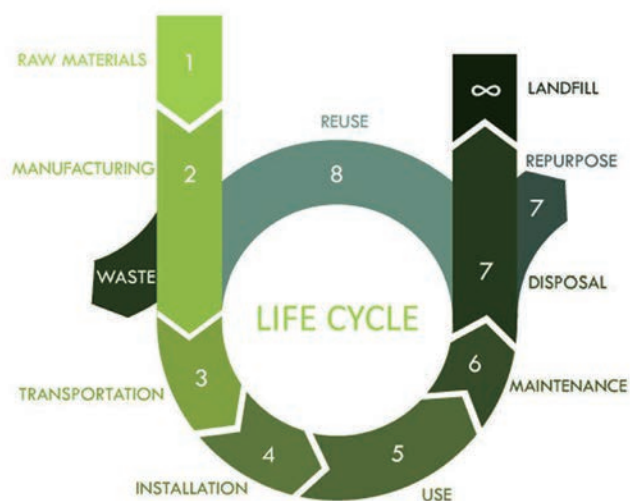 RAW MATERIALS
1
MANUFACTURING
2
WASTE
TRANSPORTATION
3
INSTALLATION
4
5
USE
6
MAINTENANCE
7
DISPOSAL
7
REPURPOSE
∞
LANDFILL
8
REUSE
LIFE CYCLE